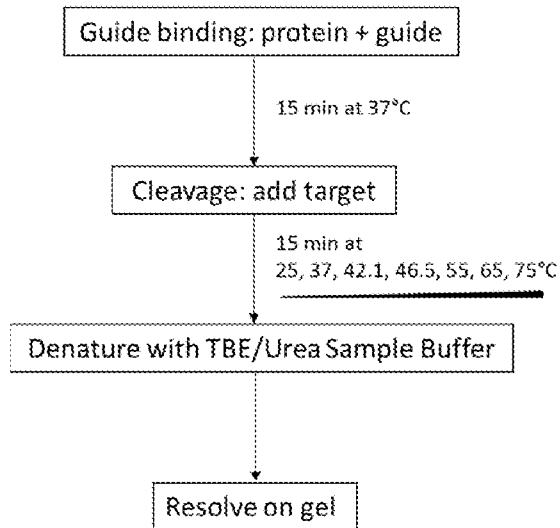 Guide binding: protein + guide
15 min at 37°C
Cleavage: add target
15 min at
25, 37, 42.1, 46.5, 55, 65, 75°C
Denature with TBE/Urea Sample Buffer
Resolve on gel